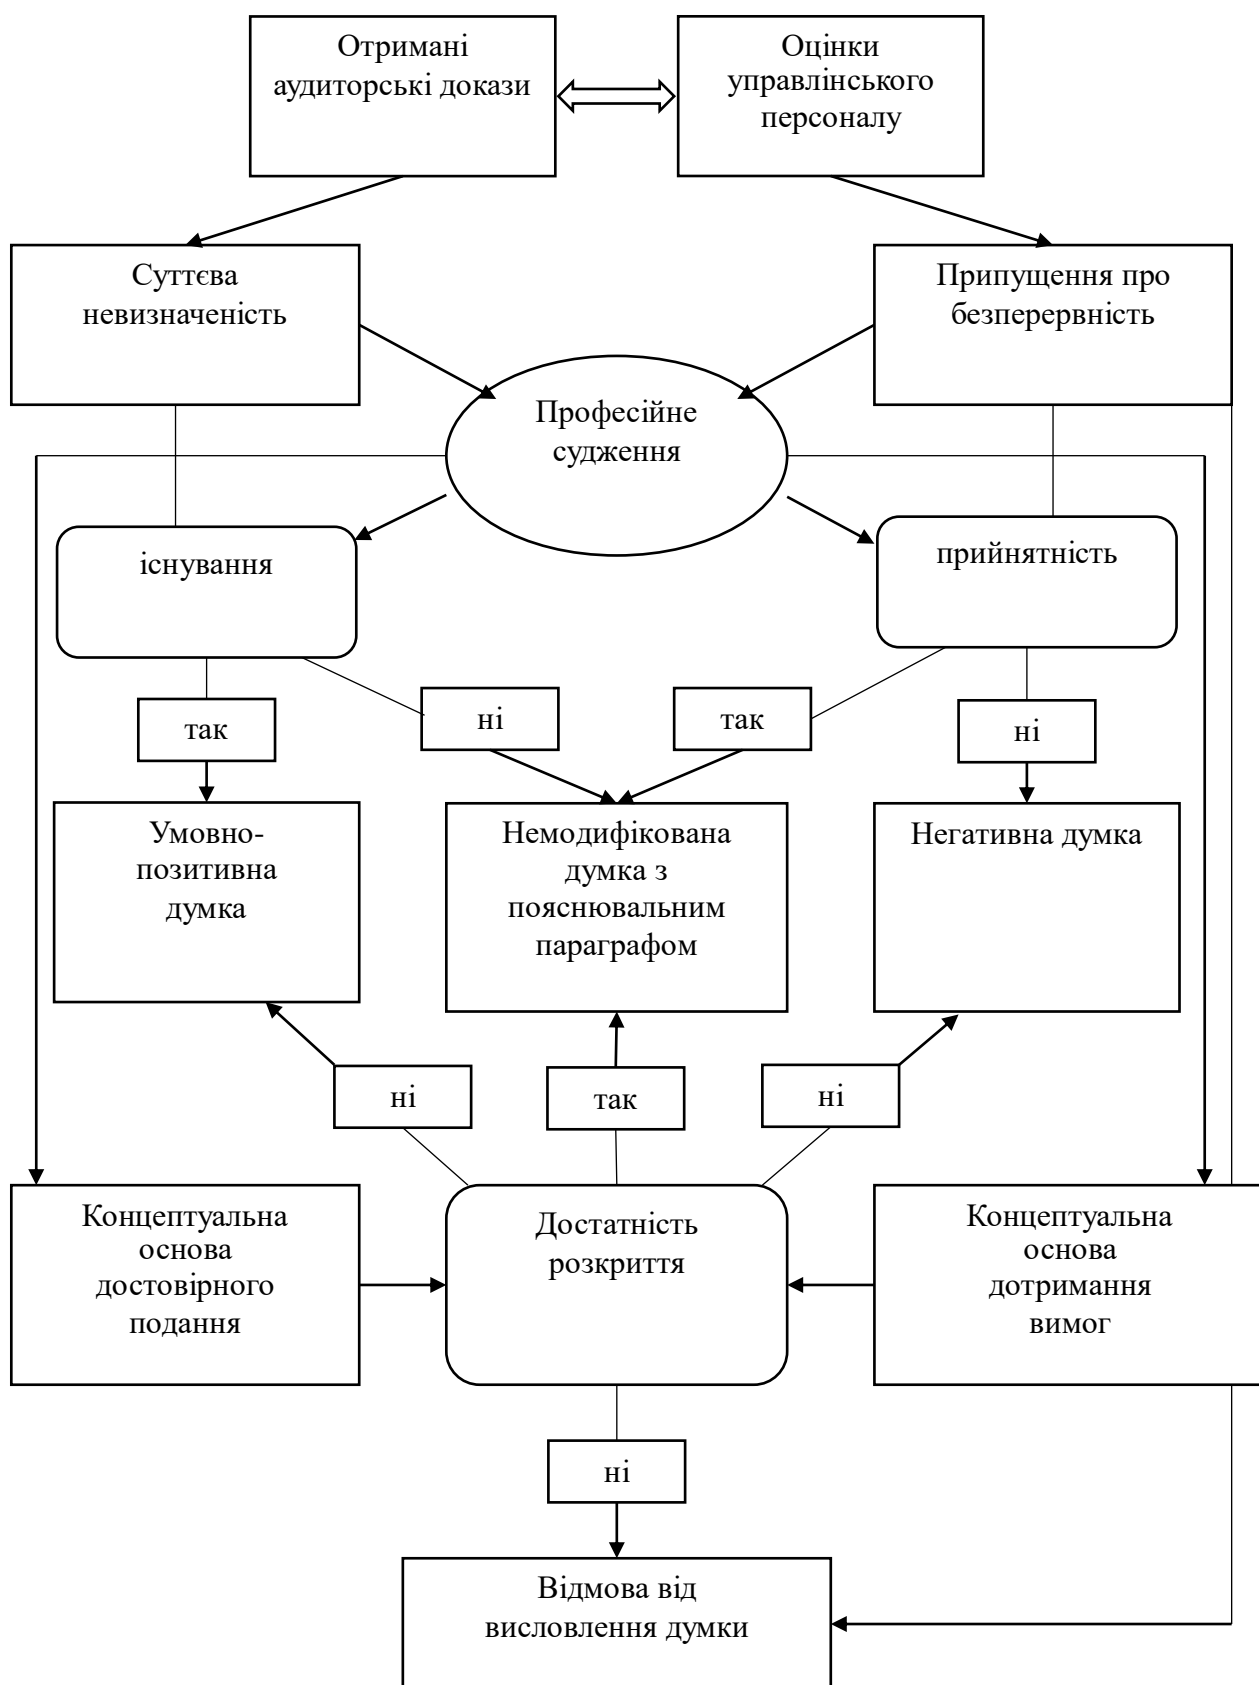 Отримані
аудиторські докази
Оцінки
управлінського
персоналу
Суттєва
невизначеність
Припущення про
безперервність
Професійне
судження
існування
прийнятність
так
ні
так
ні
Умовно-
позитивна
думка
Немодифікована
думка з
пояснювальним
параграфом
Негативна думка
ні
так
ні
Концептуальна
основа
достовірного
подання
Достатність
розкриття
Концептуальна
основа
дотримання
вимог
ні
Відмова від
висловлення думки